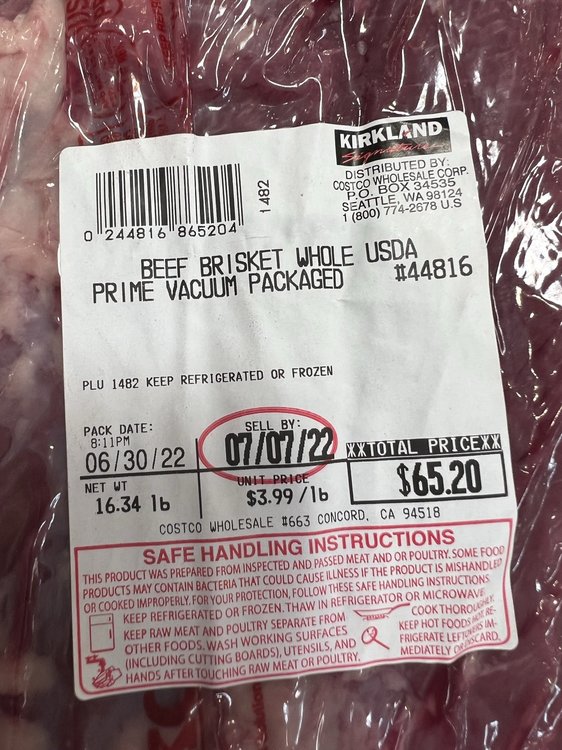 KIRKLAND
Signature
DISTRIBUTED BY:
COSTCO WHOLESALE CORP.
P.O. BOX 34535
SEATTLE, WA 98124
1 (800) 774-2678 U.S
1482
0 244816 865204
BEEF BRISKET WHOLE USDA
PRIME VACUUM PACKAGED #44816
PLU 1482 KEEP REFRIGERATED OR FROZEN
PACK DATE:
8:11PM
06/30/22
SELL BY:
07/07/22
NET WT
16.34 lb
UNIT PRICE
$3.99 /lb
XXTOTAL PRICEXX
$65.20
COSTCO WHOLESALE #663 CONCORD, CA 94518
SAFE HANDLING INSTRUCTIONS
THIS PRODUCT WAS PREPARED FROM INSPECTED AND PASSED MEAT AND OR POULTRY. SOME FOOD
PRODUCTS MAY CONTAIN BACTERIA THAT COULD CAUSE ILLNESS IF THE PRODUCT IS MISHANDLED
OR COOKED IMPROPERLY. FOR YOUR PROTECTION, FOLLOW THESE SAFE HANDLING INSTRUCTIONS.
KEEP REFRIGERATED OR FROZEN. THAW IN REFRIGERATOR OR MICROWAVE
KEEP RAW MEAT AND POULTRY SEPARATE FROM
OTHER FOODS. WASH WORKING SURFACES
(INCLUDING CUTTING BOARDS), UTENSILS, AND
HANDS AFTER TOUCHING RAW MEAT OR POULTRY.
COOK THOROUGHLY.
KEEP HOT FOODS HOT. RE-
FRIGERATE LEFTOVERS IM-
MEDIATELY OR DISCARD.